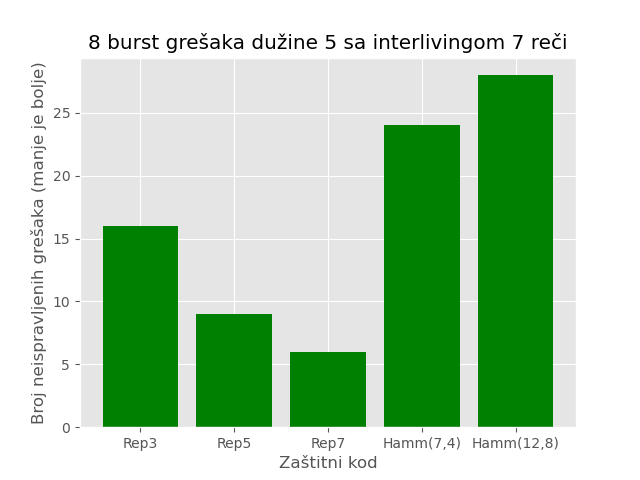 8 burst grešaka dužine 5 sa interlivingom 7 reči
Broj neispravljenih grešaka (manje je bolje)
25
20
15
10
5
0
Rep3 Rep5 Rep7 Hamm(7,4) Hamm(12,8)
Zaštitni kod